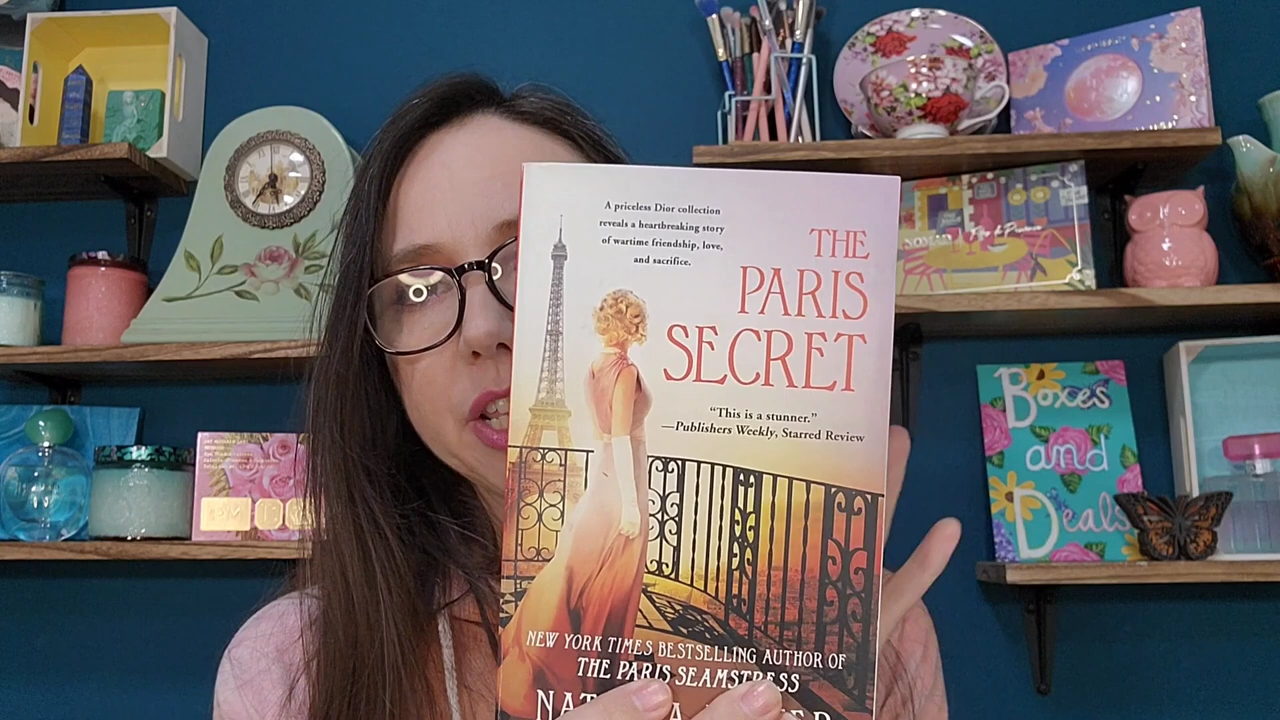 A priceless Dior collection
reveals a heartbreaking story
of wartime friendship, love,
and sacrifice.
THE
PARIS
SECRET
"This is a stunner."
—Publishers Weekly, Starred Review
NEW YORK TIMES BESTSELLING AUTHOR OF
THE PARIS SEAMSTRESS
NOMAD
Boxes
and
Deals